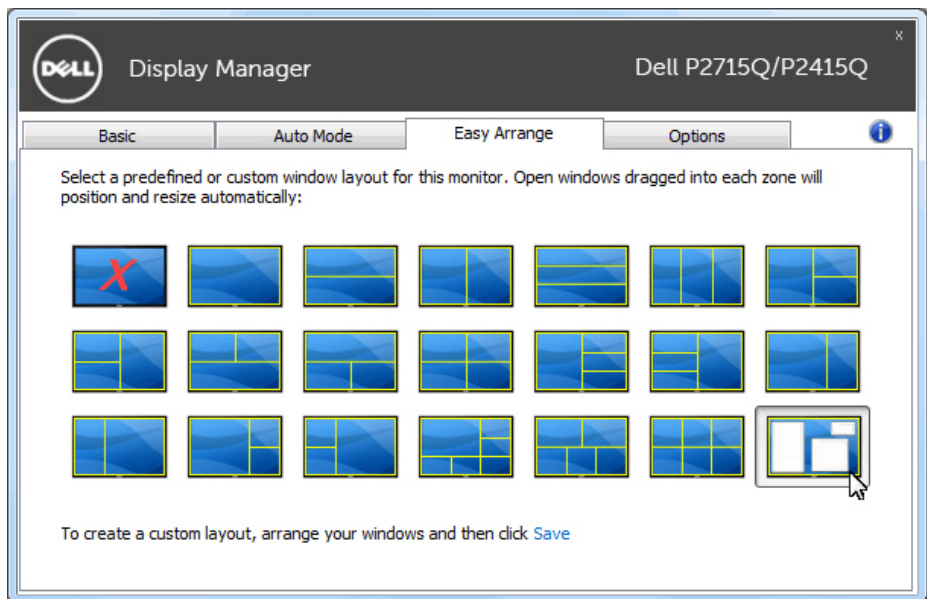 x
DELL
Display Manager
Dell P2715Q/P2415Q
Basic
Auto Mode
Easy Arrange
Options
i
Select a predefined or custom window layout for this monitor. Open windows dragged into each zone will
position and resize automatically:
X
To create a custom layout, arrange your windows and then click Save